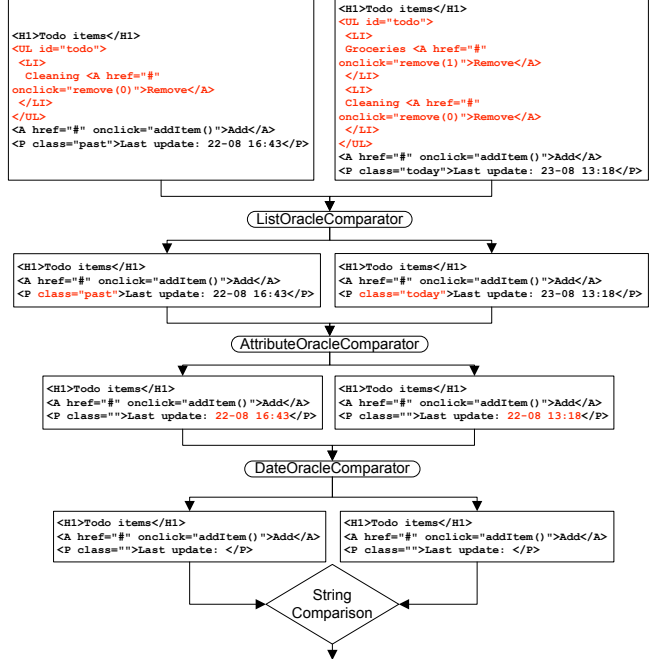 <H1>Todo items</H1>
<UL id="todo">
<LI>
Cleaning <A href="#"
onclick="remove(0)">Remove</A>
</LI>
</UL>
<A href="#" onclick="addItem()">Add</A>
<P class="past">Last update: 22-08 16:43</P>
<H1>Todo items</H1>
<UL id="todo">
<LI>
Groceries <A href="#"
onclick="remove(1)">Remove</A>
</LI>
<LI>
Cleaning <A href="#"
onclick="remove(0)">Remove</A>
</LI>
</UL>
<A href="#" onclick="addItem()">Add</A>
<P class="today">Last update: 23-08 13:18</P>
ListOracleComparator
<H1>Todo items</H1>
<A href="#" onclick="addItem()">Add</A>
<P class="past">Last update: 22-08 16:43</P>
<H1>Todo items</H1>
<A href="#" onclick="addItem()">Add</A>
<P class="today">Last update: 23-08 13:18</P>
AttributeOracleComparator
<H1>Todo items</H1>
<A href="#" onclick="addItem()">Add</A>
<P class="">Last update: 22-08 16:43</P>
<H1>Todo items</H1>
<A href="#" onclick="addItem()">Add</A>
<P class="">Last update: 22-08 13:18</P>
DateOracleComparator
<H1>Todo items</H1>
<A href="#" onclick="addItem()">Add</A>
<P class="">Last update: </P>
<H1>Todo items</H1>
<A href="#" onclick="addItem()">Add</A>
<P class="">Last update: </P>
String
Comparison